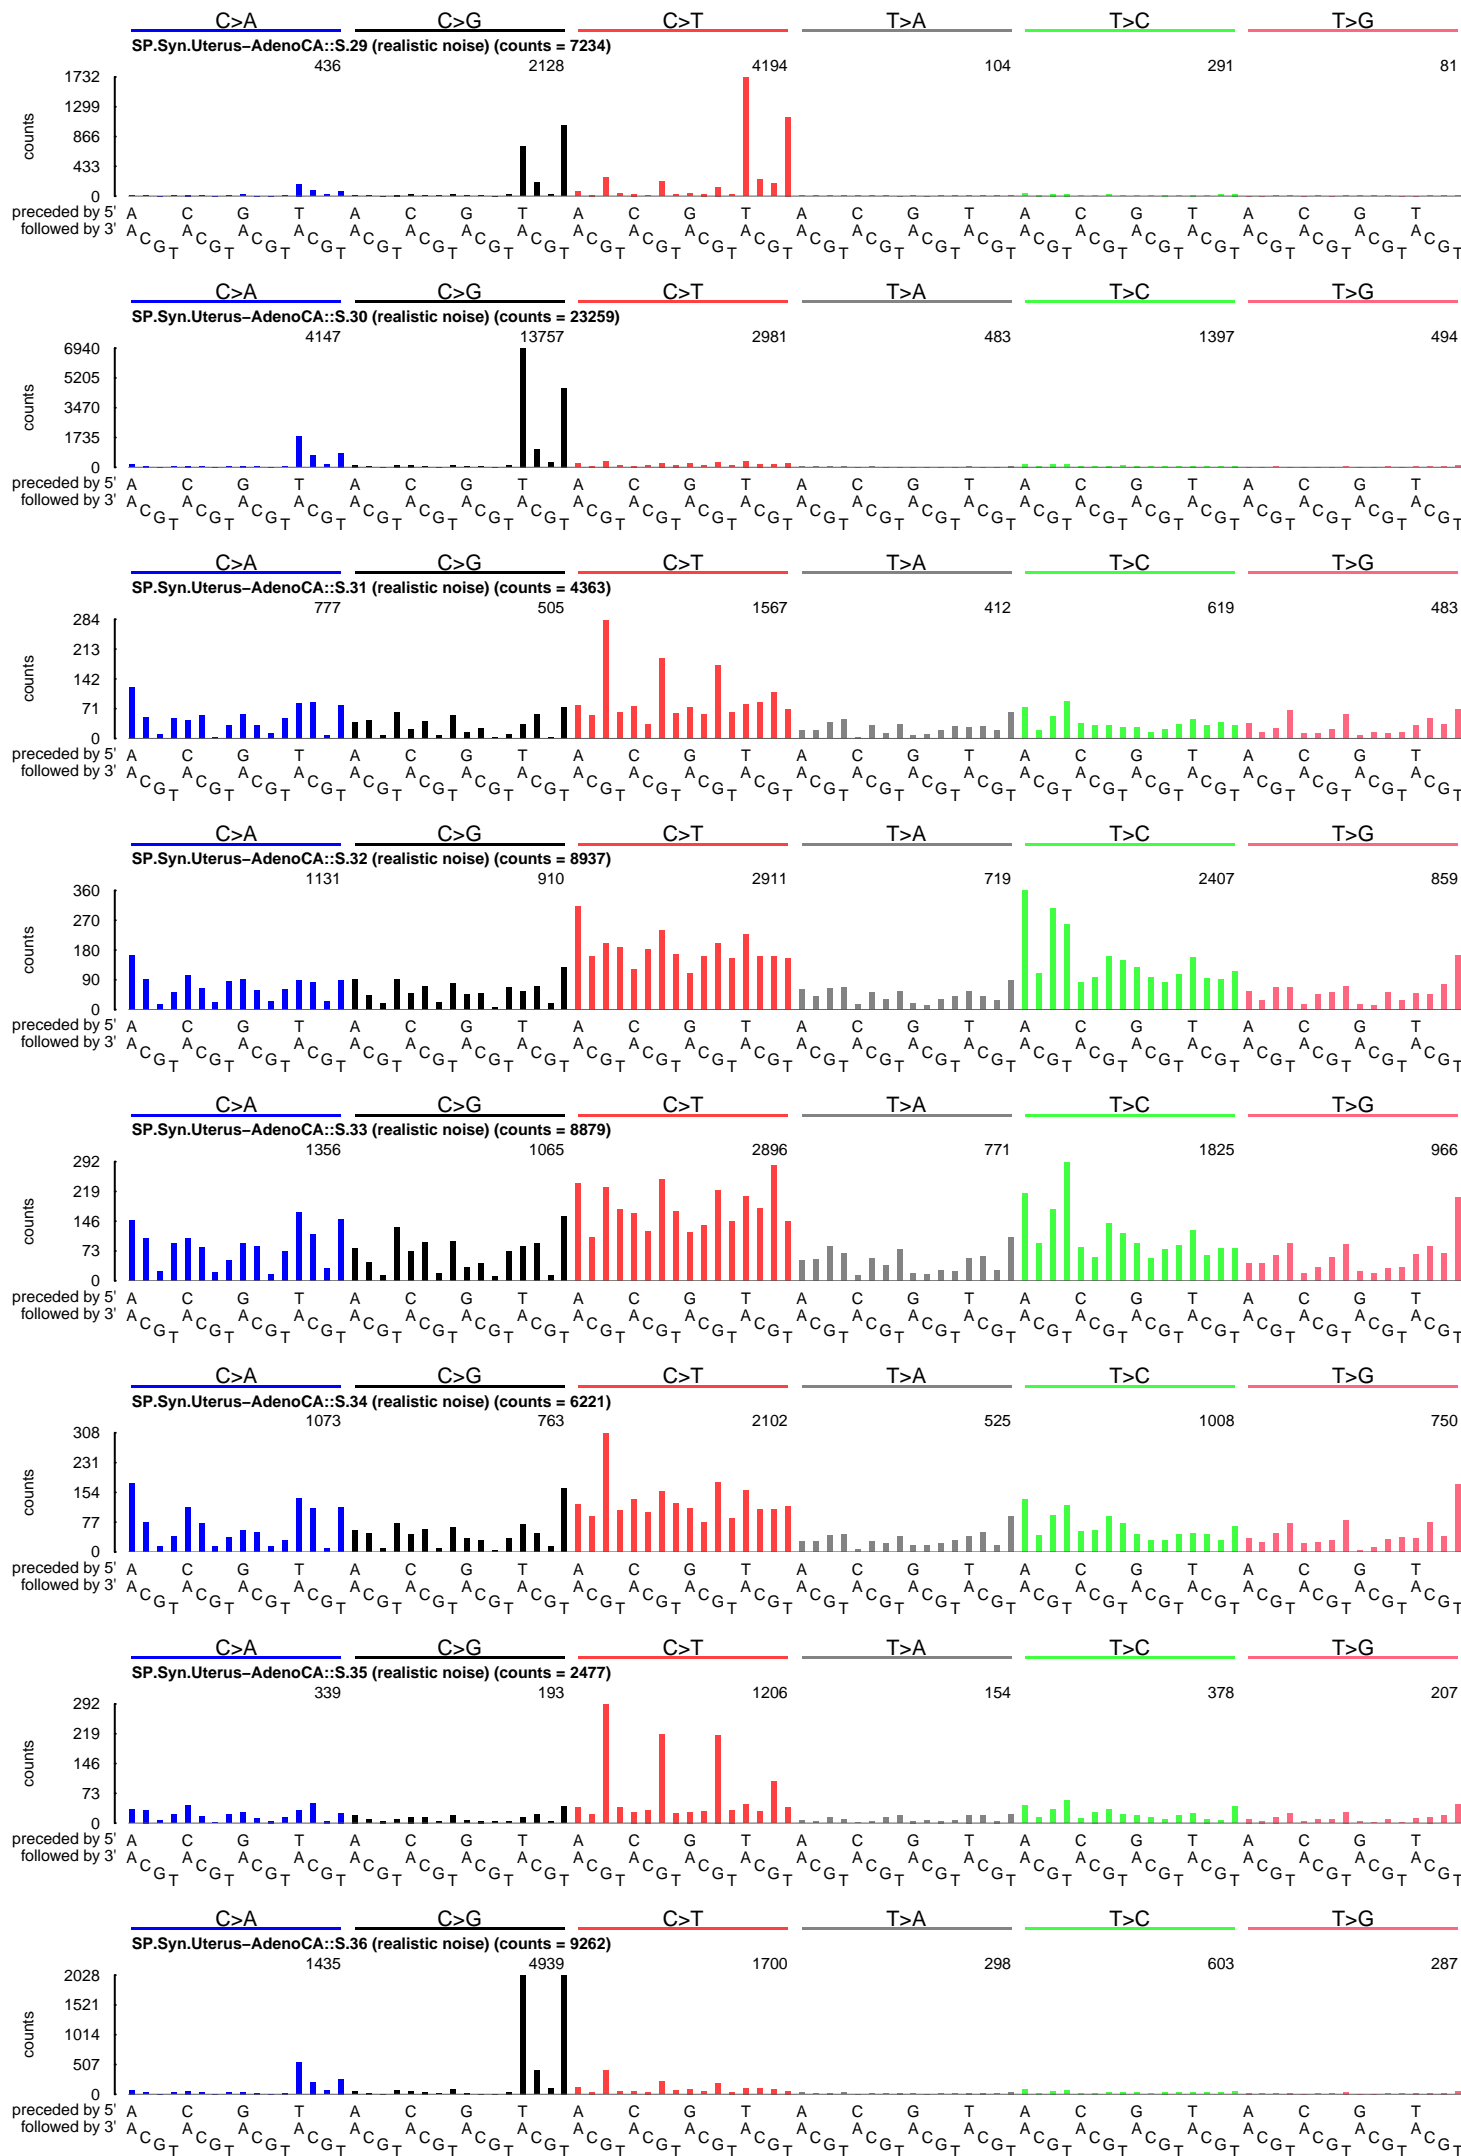 C>A C>G C>T T>A T>C T>G
SP.Syn.Uterus−AdenoCA::S.29 (realistic noise) (counts = 7234)
436 2128 4194 104 291 81
1732
1299
866
433
0
counts
preceded by 5' A C G T A C G T A C G T A C G T A C G T A C G T
followed by 3' A C G T A C G T A C G T A C G T A C G T A C G T A C G T A C G T A C G T A C G T A C G T A C G T A C G T A C G T A C G T A C G T A C G T A C G T A C G T A C G T A C G T A C G T A C G T A C G T
C>A C>G C>T T>A T>C T>G
SP.Syn.Uterus−AdenoCA::S.30 (realistic noise) (counts = 23259)
4147 13757 2981 483 1397 494
6940
5205
3470
1735
0
counts
preceded by 5' A C G T A C G T A C G T A C G T A C G T A C G T
followed by 3' A C G T A C G T A C G T A C G T A C G T A C G T A C G T A C G T A C G T A C G T A C G T A C G T A C G T A C G T A C G T A C G T A C G T A C G T A C G T A C G T A C G T A C G T A C G T A C G T
C>A C>G C>T T>A T>C T>G
SP.Syn.Uterus−AdenoCA::S.31 (realistic noise) (counts = 4363)
777 505 1567 412 619 483
284
213
142
71
0
counts
preceded by 5' A C G T A C G T A C G T A C G T A C G T A C G T
followed by 3' A C G T A C G T A C G T A C G T A C G T A C G T A C G T A C G T A C G T A C G T A C G T A C G T A C G T A C G T A C G T A C G T A C G T A C G T A C G T A C G T A C G T A C G T A C G T A C G T
C>A C>G C>T T>A T>C T>G
SP.Syn.Uterus−AdenoCA::S.32 (realistic noise) (counts = 8937)
1131 910 2911 719 2407 859
360
270
180
90
0
counts
preceded by 5' A C G T A C G T A C G T A C G T A C G T A C G T
followed by 3' A C G T A C G T A C G T A C G T A C G T A C G T A C G T A C G T A C G T A C G T A C G T A C G T A C G T A C G T A C G T A C G T A C G T A C G T A C G T A C G T A C G T A C G T A C G T A C G T
C>A C>G C>T T>A T>C T>G
SP.Syn.Uterus−AdenoCA::S.33 (realistic noise) (counts = 8879)
1356 1065 2896 771 1825 966
292
219
146
73
0
counts
preceded by 5' A C G T A C G T A C G T A C G T A C G T A C G T
followed by 3' A C G T A C G T A C G T A C G T A C G T A C G T A C G T A C G T A C G T A C G T A C G T A C G T A C G T A C G T A C G T A C G T A C G T A C G T A C G T A C G T A C G T A C G T A C G T A C G T
C>A C>G C>T T>A T>C T>G
SP.Syn.Uterus−AdenoCA::S.34 (realistic noise) (counts = 6221)
1073 763 2102 525 1008 750
308
231
154
77
0
counts
preceded by 5' A C G T A C G T A C G T A C G T A C G T A C G T
followed by 3' A C G T A C G T A C G T A C G T A C G T A C G T A C G T A C G T A C G T A C G T A C G T A C G T A C G T A C G T A C G T A C G T A C G T A C G T A C G T A C G T A C G T A C G T A C G T A C G T
C>A C>G C>T T>A T>C T>G
SP.Syn.Uterus−AdenoCA::S.35 (realistic noise) (counts = 2477)
339 193 1206 154 378 207
292
219
146
73
0
counts
preceded by 5' A C G T A C G T A C G T A C G T A C G T A C G T
followed by 3' A C G T A C G T A C G T A C G T A C G T A C G T A C G T A C G T A C G T A C G T A C G T A C G T A C G T A C G T A C G T A C G T A C G T A C G T A C G T A C G T A C G T A C G T A C G T A C G T
C>A C>G C>T T>A T>C T>G
SP.Syn.Uterus−AdenoCA::S.36 (realistic noise) (counts = 9262)
1435 4939 1700 298 603 287
2028
1521
1014
507
0
counts
preceded by 5' A C G T A C G T A C G T A C G T A C G T A C G T
followed by 3' A C G T A C G T A C G T A C G T A C G T A C G T A C G T A C G T A C G T A C G T A C G T A C G T A C G T A C G T A C G T A C G T A C G T A C G T A C G T A C G T A C G T A C G T A C G T A C G T